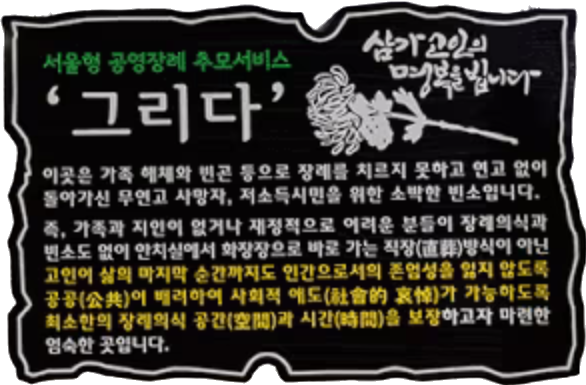 서울형 공영장례 추모서비스
‘그리다’
삼가 고인의
명복을 빕니다
이곳은 가족 해체와 빈곤 등으로 장례를 치르지 못하고 연고 없이
돌아가신 무연고 사망자, 저소득시민을 위한 소박한 빈소입니다.
즉, 가족과 지인이 없거나 재정적으로 어려운 분들이 장례의식과
빈소도 없이 안치실에서 화장장으로 바로 가는 직장(直葬)방식이 아닌
고인이 삶의 마지막 순간까지도 인간으로서의 존엄성을 잃지 않도록
공공(公共)이 배려하여 사회적 애도(社會的 哀悼)가 가능하도록
최소한의 장례의식 공간(空間)과 시간(時間)을 보장하고자 마련한
엄숙한 곳입니다.